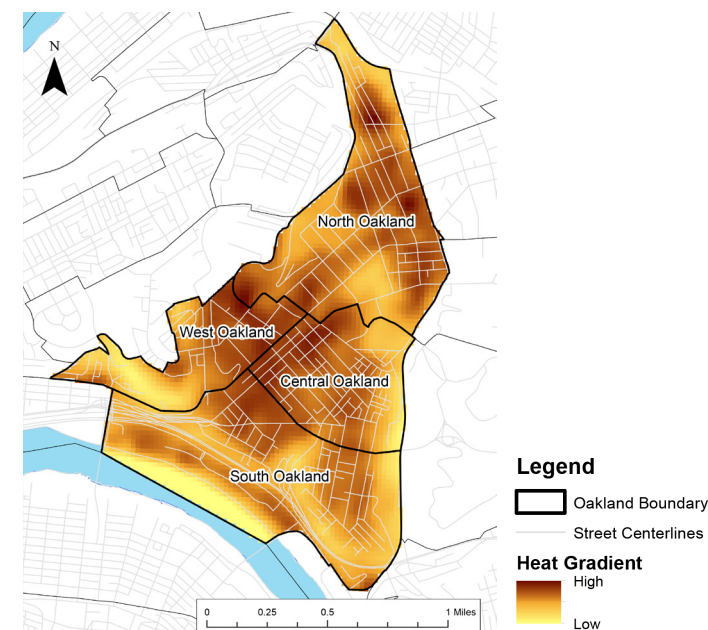 N
North Oakland
West Oakland
Central Oakland
South Oakland
0 0.25 0.5 1 Miles
Legend
Oakland Boundary
Street Centerlines
Heat Gradient
High
Low